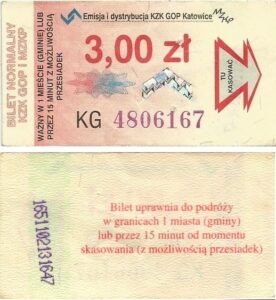 Emisja i dystrybucja KZK GOP Katowice
BILET NORMALNY
KZK GOP i MZKP
WAŻNY W 1 MIEŚCIE (GMINIE) LUB
PRZEZ 15 MINUT Z MOŻLIWOŚCIĄ
PRZESIADEK
3,00 zł
TU
KASOWAĆ
KG 4806167
1651102131647
Bilet uprawnia do podróży
w granicach 1 miasta (gminy)
lub przez 15 minut od momentu
skasowania (z możliwością przesiadek)